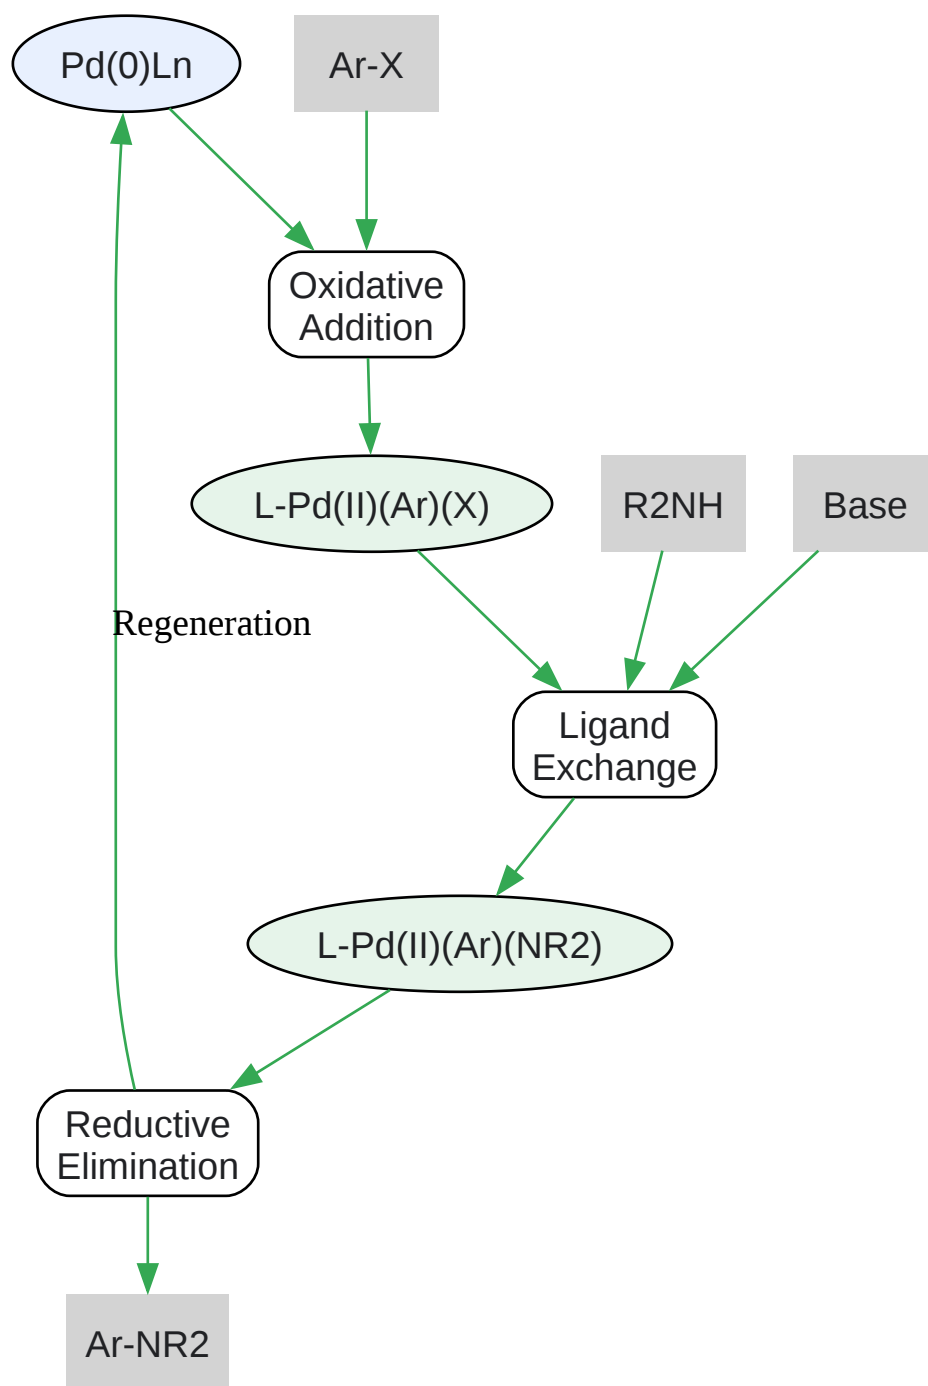 Pd(0)Ln
Ar-X
Oxidative
Addition
L-Pd(II)(Ar)(X)
R2NH
Base
Regeneration
Ligand
Exchange
L-Pd(II)(Ar)(NR2)
Reductive
Elimination
Ar-NR2